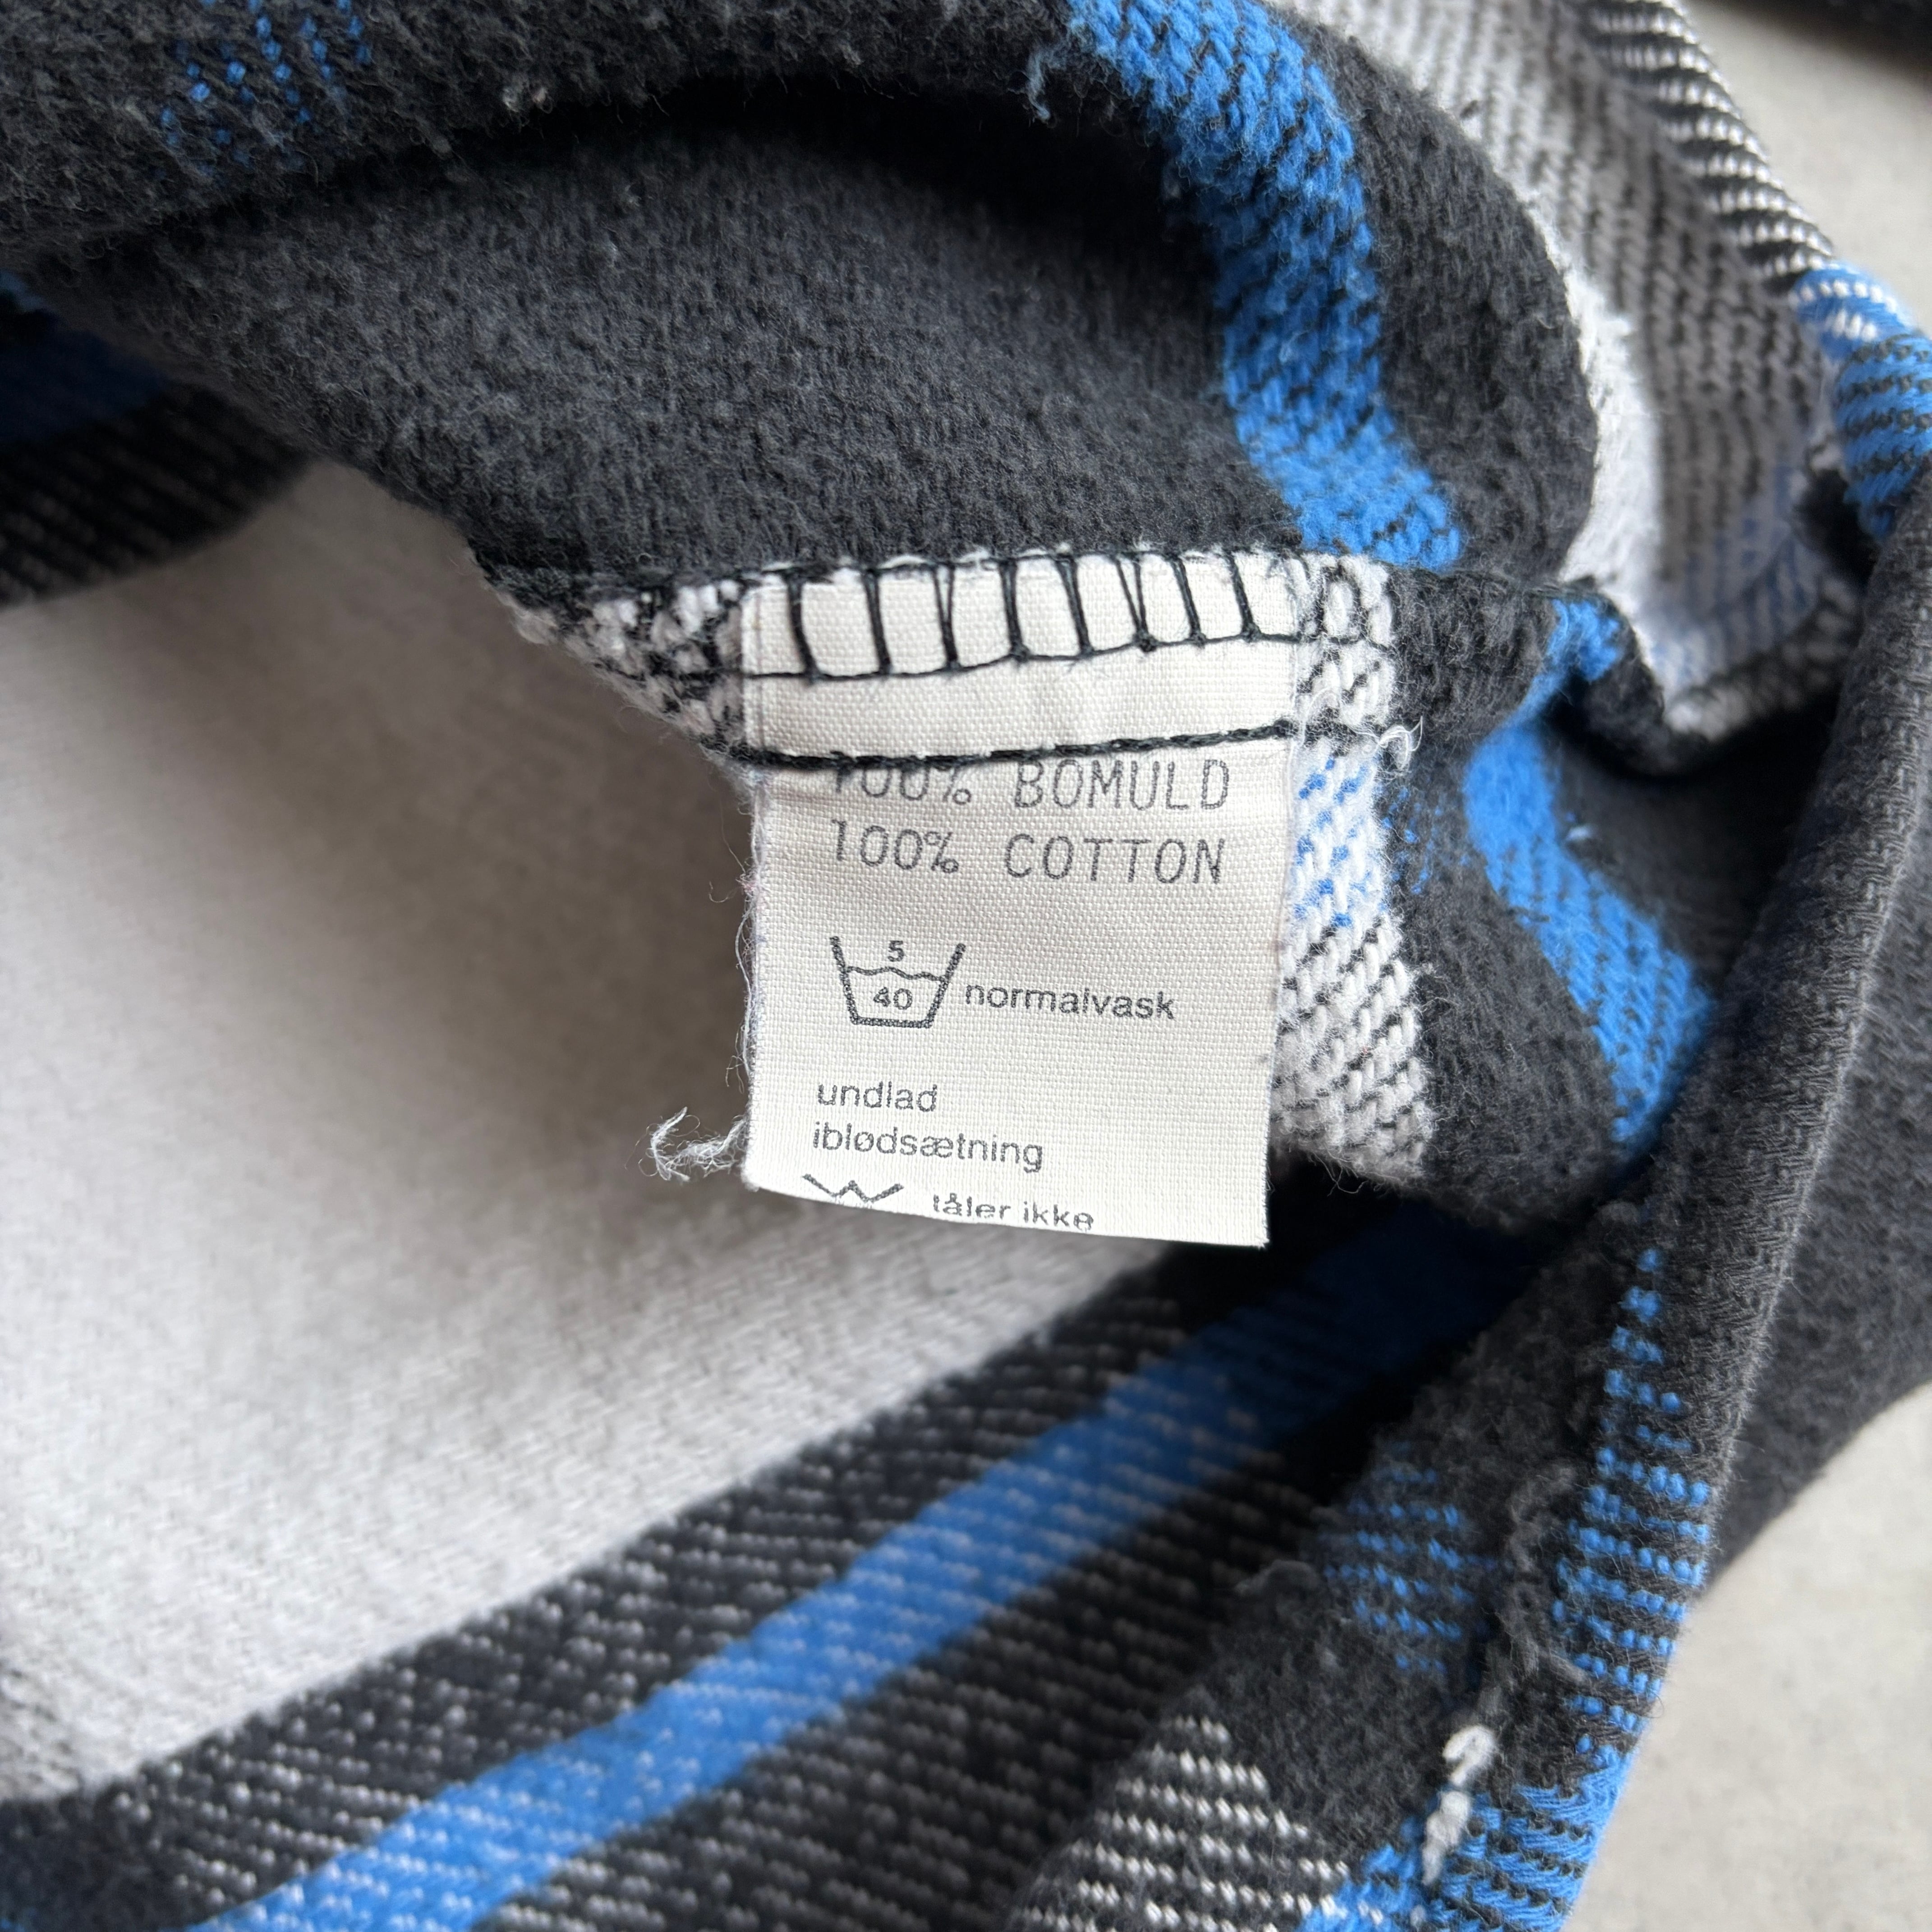 100% BOMULD
100% COTTON
5
40 normalvask
undlad
iblødsætning
tåler ikke